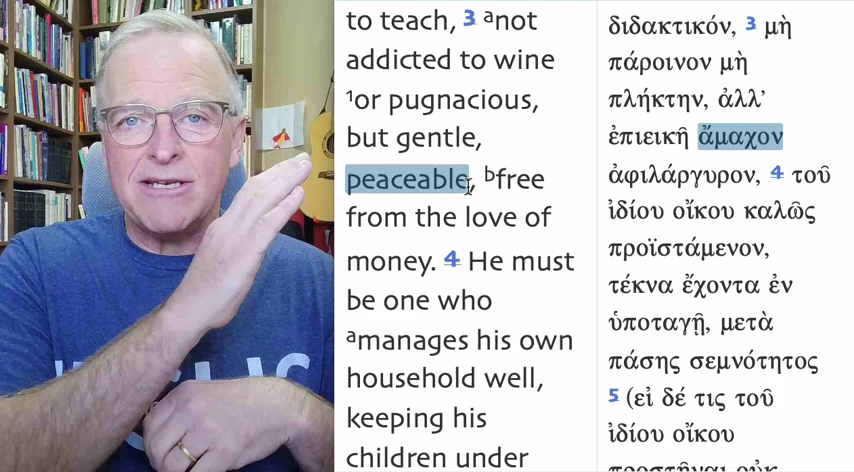 to teach, 3 ᵃnot
addicted to wine
¹or pugnacious,
but gentle,
peaceable, ᵇfree
from the love of
money. 4 He must
be one who
ᵃmanages his own
household well,
keeping his
children under
διδακτικόν, 3 μὴ
πάροινον μὴ
πλήκτην, ἀλλ’
ἐπιεικῆ ἄμαχον
ἀφιλάργυρον, 4 τοῦ
ἰδίου οἴκου καλῶς
προϊστάμενον,
τέκνα ἔχοντα ἐν
ὑποταγῇ, μετὰ
πάσης σεμνότητος
5 (εἰ δέ τις τοῦ
ἰδίου οἴκου
προστῆναι οὐκ